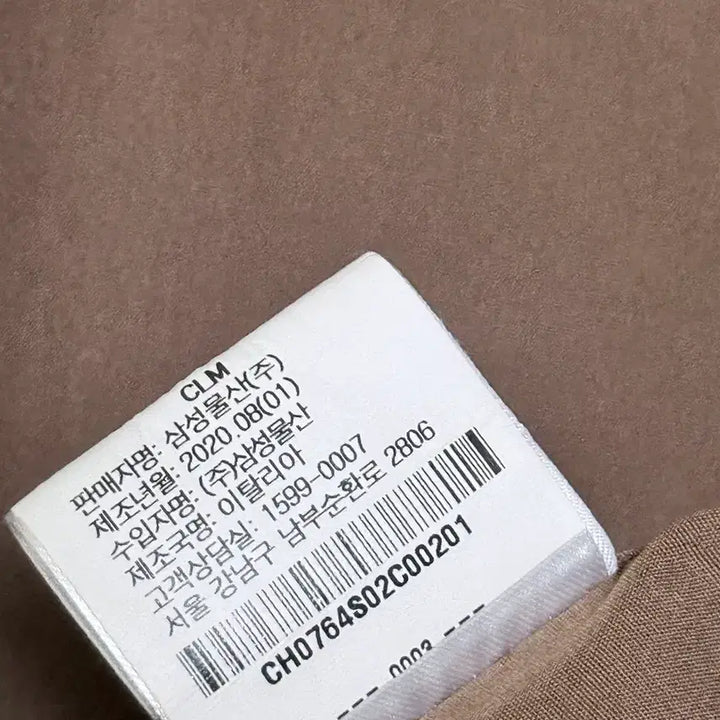 CLM
판매자명: 삼성물산(주)
제조년월: 2020. 08(01)
수입자명: (주)삼성물산
제조국명: 이탈리아
고객상담실: 1599-0007
서울 강남구 남부순환로 2806
CH0764S02C00201
--- 0003 ---